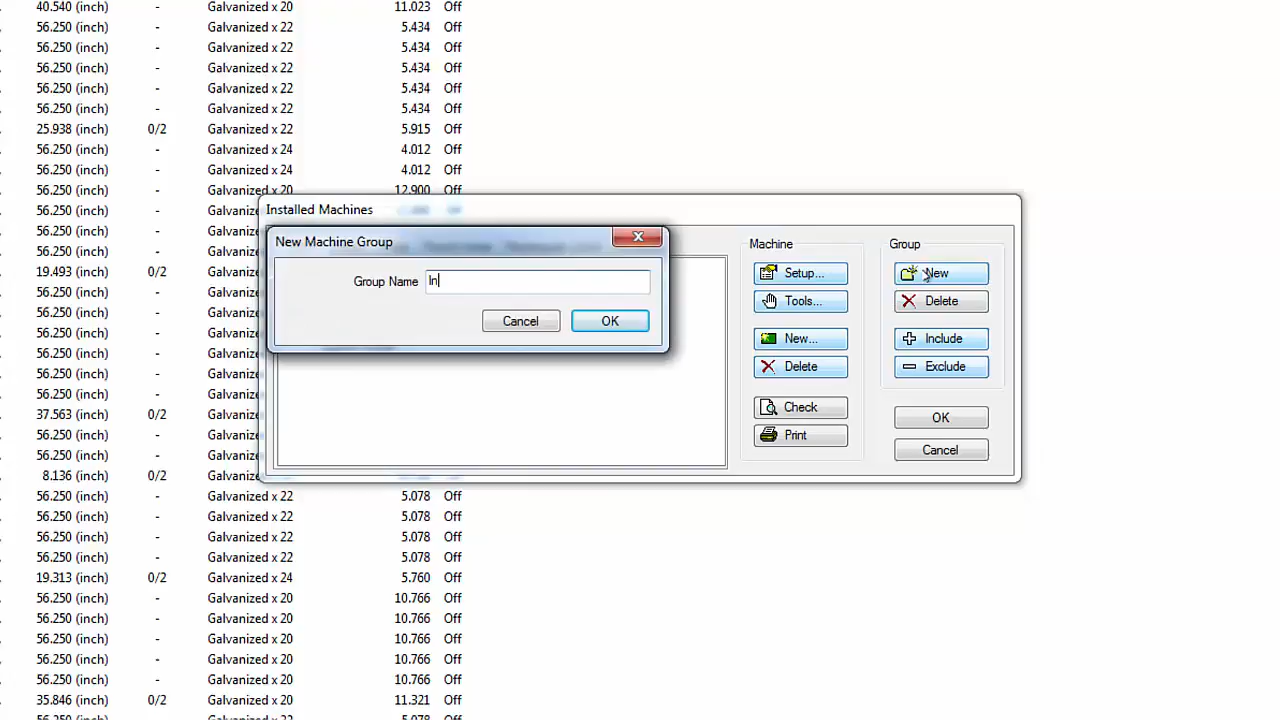 40.540 (inch) Galvanized x 20 11.023 Off
56.250 (inch) - Galvanized x 22 5.434 Off
56.250 (inch) - Galvanized x 22 5.434 Off
56.250 (inch) - Galvanized x 22 5.434 Off
56.250 (inch) - Galvanized x 22 5.434 Off
56.250 (inch) - Galvanized x 22 5.434 Off
25.938 (inch) 0/2 Galvanized x 22 5.915 Off
56.250 (inch) - Galvanized x 24 4.012 Off
56.250 (inch) - Galvanized x 24 4.012 Off
56.250 (inch) - Galvanized x 20 12.900 Off
56.250 (inch) - Galvanize
56.250 (inch) - Galvanize
56.250 (inch) - Galvanize
19.493 (inch) 0/2 Galvanize
56.250 (inch) - Galvanize
56.250 (inch) - Galvanize
56.250 (inch) - Galvanize
56.250 (inch) - Galvanize
56.250 (inch) - Galvanize
56.250 (inch) - Galvanize
37.563 (inch) 0/2 Galvanize
56.250 (inch) - Galvanize
56.250 (inch) - Galvanize
8.136 (inch) 0/2 Galvanize
56.250 (inch) - Galvanized x 22 5.078 Off
56.250 (inch) - Galvanized x 22 5.078 Off
56.250 (inch) - Galvanized x 22 5.078 Off
56.250 (inch) - Galvanized x 22 5.078 Off
19.313 (inch) 0/2 Galvanized x 24 5.760 Off
56.250 (inch) - Galvanized x 20 10.766 Off
56.250 (inch) - Galvanized x 20 10.766 Off
56.250 (inch) - Galvanized x 20 10.766 Off
56.250 (inch) - Galvanized x 20 10.766 Off
56.250 (inch) - Galvanized x 20 10.766 Off
35.846 (inch) 0/2 Galvanized x 20 11.321 Off
56.250 (inch) - Galvanized x 22 5.078 Off
Installed Machines
New Machine Group
Group Name In
Cancel OK
Machine
Setup...
Tools...
New...
Delete
Check
Print
Group
New
Delete
Include
Exclude
OK
Cancel